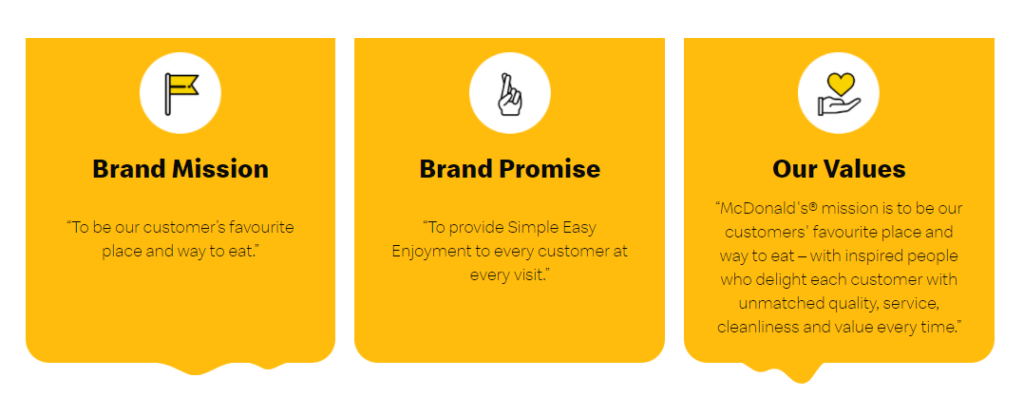 Brand Mission
“To be our customer’s favourite
place and way to eat.”
Brand Promise
“To provide Simple Easy
Enjoyment to every customer at
every visit.”
Our Values
“McDonald’s® mission is to be our
customers’ favourite place and
way to eat – with inspired people
who delight each customer with
unmatched quality, service,
cleanliness and value every time.”